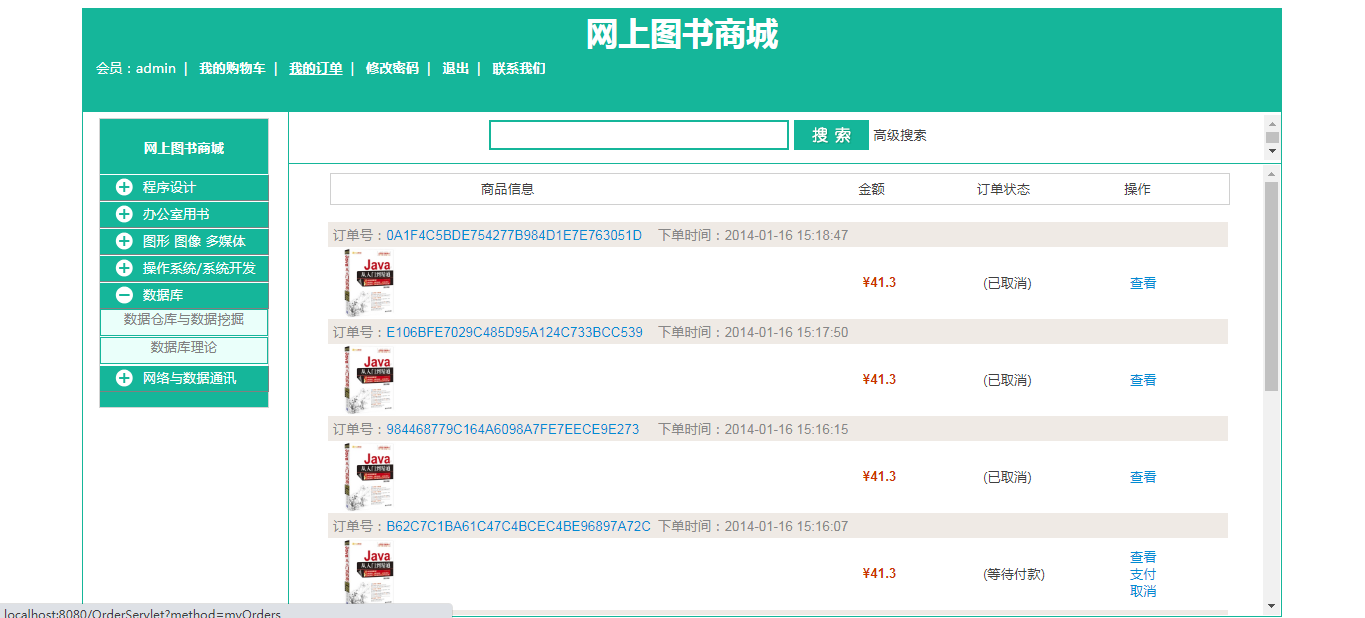 网上图书商城
会员：admin | 我的购物车 | 我的订单 | 修改密码 | 退出 | 联系我们
网上图书商城
程序设计
办公室用书
图形 图像 多媒体
操作系统/系统开发
数据库
数据仓库与数据挖掘
数据库理论
网络与数据通讯
搜 索 高级搜索
商品信息 金额 订单状态 操作
订单号：0A1F4C5BDE754277B984D1E7E763051D 下单时间：2014-01-16 15:18:47
Java
从入门到精通
¥41.3 (已取消) 查看
订单号：E106BFE7029C485D95A124C733BCC539 下单时间：2014-01-16 15:17:50
Java
从入门到精通
¥41.3 (已取消) 查看
订单号：984468779C164A6098A7FE7EECE9E273 下单时间：2014-01-16 15:16:15
Java
从入门到精通
¥41.3 (已取消) 查看
订单号：B62C7C1BA61C47C4BCEC4BE96897A72C 下单时间：2014-01-16 15:16:07
Java
从入门到精通
¥41.3 (等待付款) 查看
支付
取消
localhost:8080/OrderServlet?method=myOrders